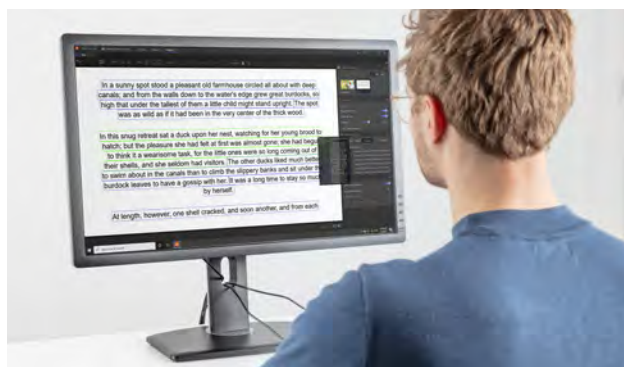 In a sunny spot stood a pleasant old farmhouse circled all about with deep
canals; and from the walls down to the water's edge grew great burdocks, so
high that under the tallest of them a little child might stand upright. The spot
was as wild as if it had been in the very center of the thick wood.
In this snug retreat sat a duck upon her nest, watching for her young brood to
hatch; but the pleasure she had felt at first was almost gone; she had begun
to think it a wearisome task, for the little ones were so long coming out of
their shells, and she seldom had visitors. The other ducks liked much better
to swim about in the canals than to climb the slippery banks and sit under the
burdock leaves to have a gossip with her. It was a long time to stay so much
by herself.
At length, however, one shell cracked, and soon another, and from each